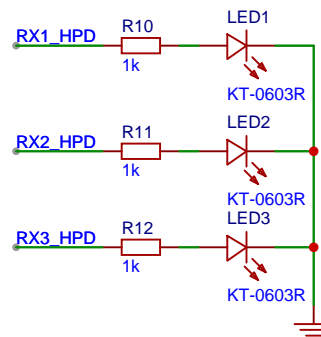 LED1
RX1_HPD
R10
1k
KT-0603R
LED2
RX2_HPD
R11
1k
KT-0603R
LED3
RX3_HPD
R12
1k
KT-0603R